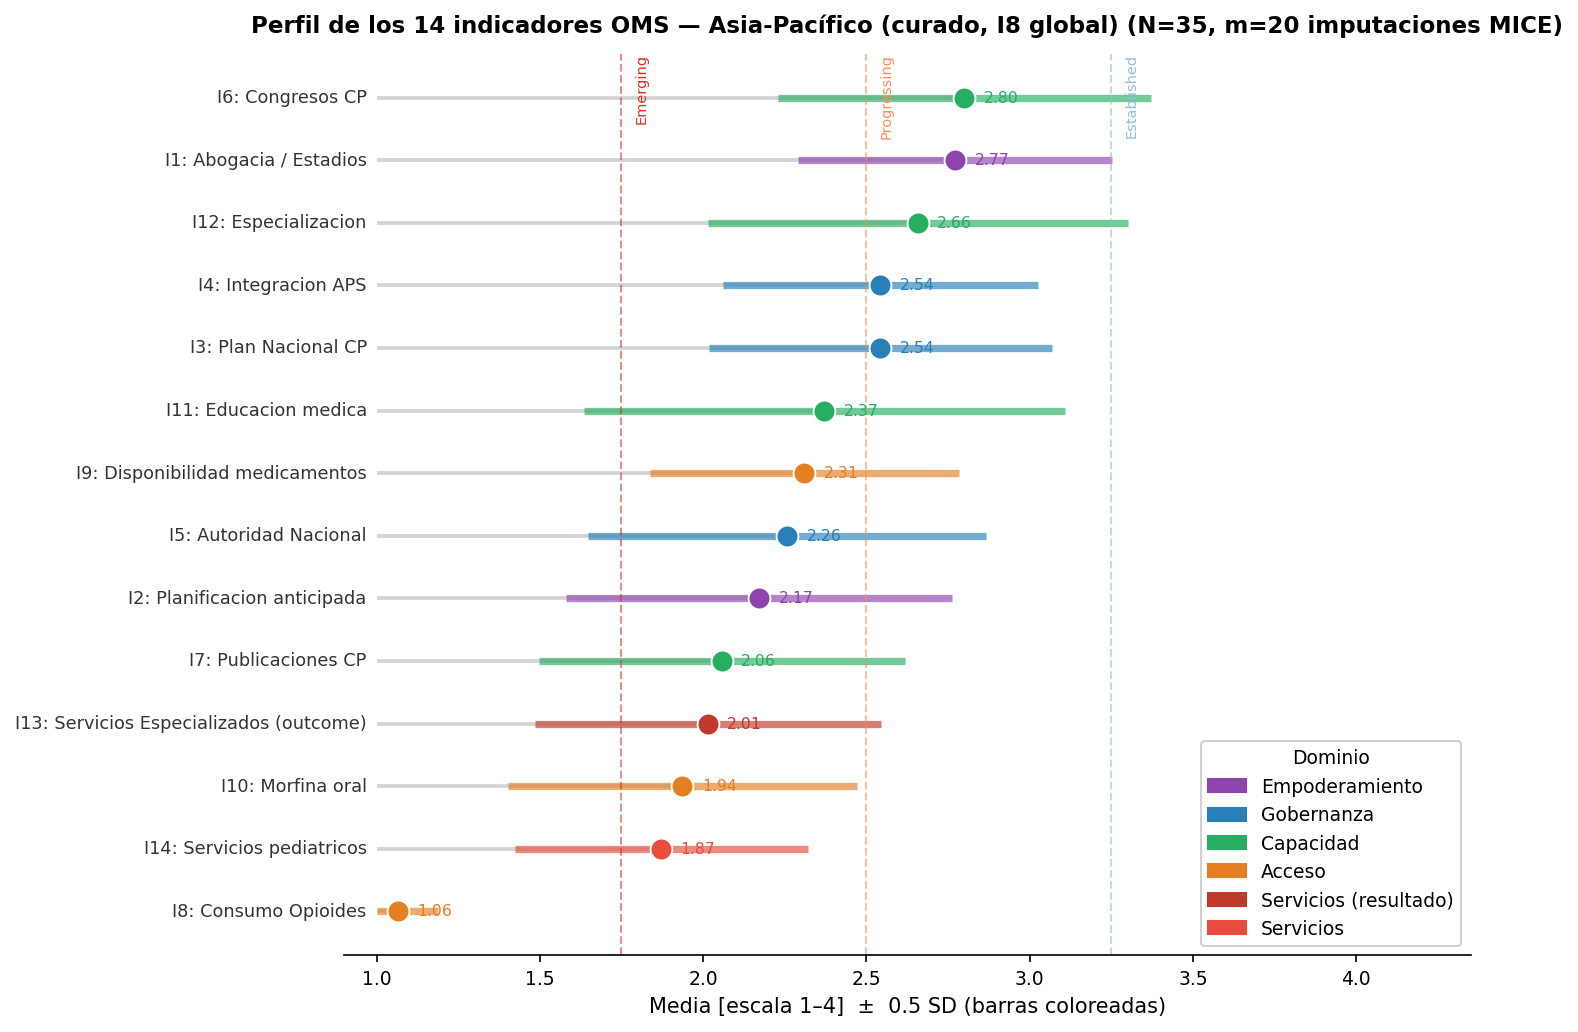 Perfil de los 14 indicadores OMS — Asia-Pacífico (curado, I8 global) (N=35, m=20 imputaciones MICE)
Emerging
Progressing
Established
I6: Congresos CP
2.80
I1: Abogacia / Estadios
2.77
I12: Especializacion
2.66
I4: Integracion APS
2.54
I3: Plan Nacional CP
2.54
I11: Educacion medica
2.37
I9: Disponibilidad medicamentos
2.31
I5: Autoridad Nacional
2.26
I2: Planificacion anticipada
2.17
I7: Publicaciones CP
2.06
I13: Servicios Especializados (outcome)
2.01
I10: Morfina oral
1.94
I14: Servicios pediatricos
1.87
I8: Consumo Opioides
1.06
Dominio
Empoderamiento
Gobernanza
Capacidad
Acceso
Servicios (resultado)
Servicios
1.0 1.5 2.0 2.5 3.0 3.5 4.0
Media [escala 1–4] ± 0.5 SD (barras coloreadas)